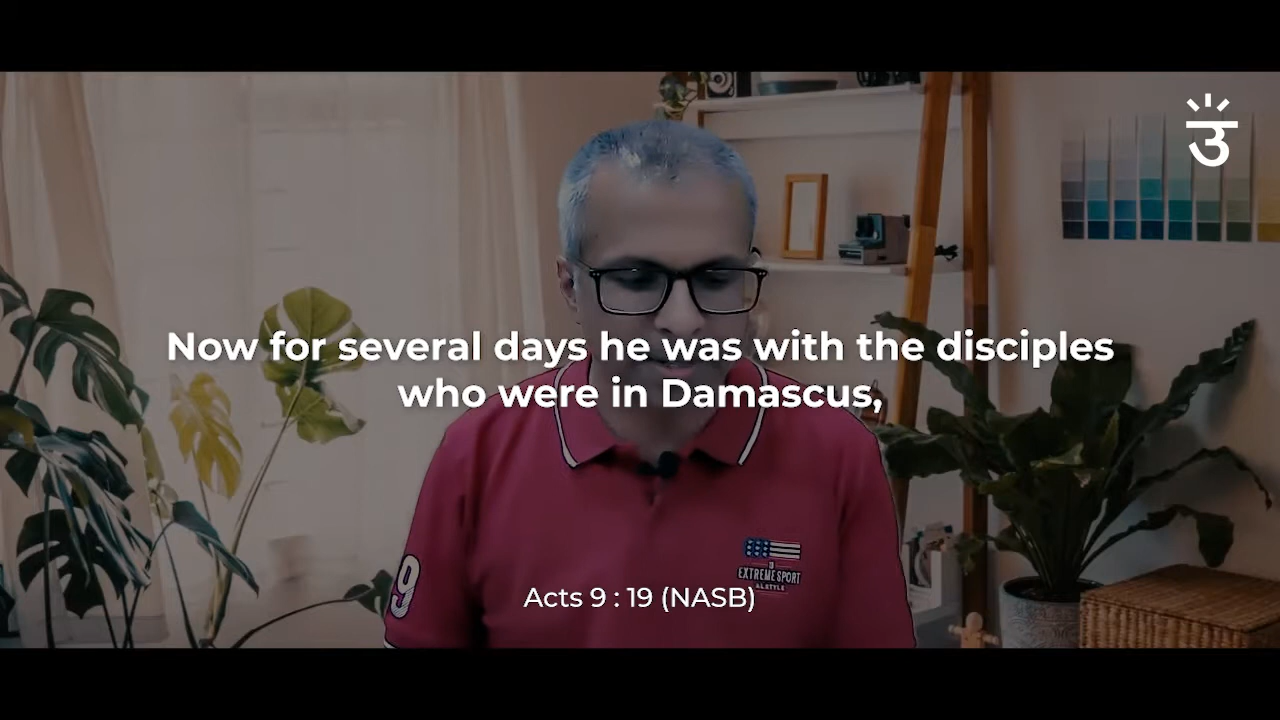 उ
Now for several days he was with the disciples
who were in Damascus,
9
EXTREME SPORT
Acts 9 : 19 (NASB)